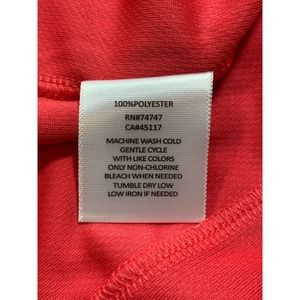 100%POLYESTER
RN#74747
CA#45117
MACHINE WASH COLD
GENTLE CYCLE
WITH LIKE COLORS
ONLY NON-CHLORINE
BLEACH WHEN NEEDED
TUMBLE DRY LOW
LOW IRON IF NEEDED